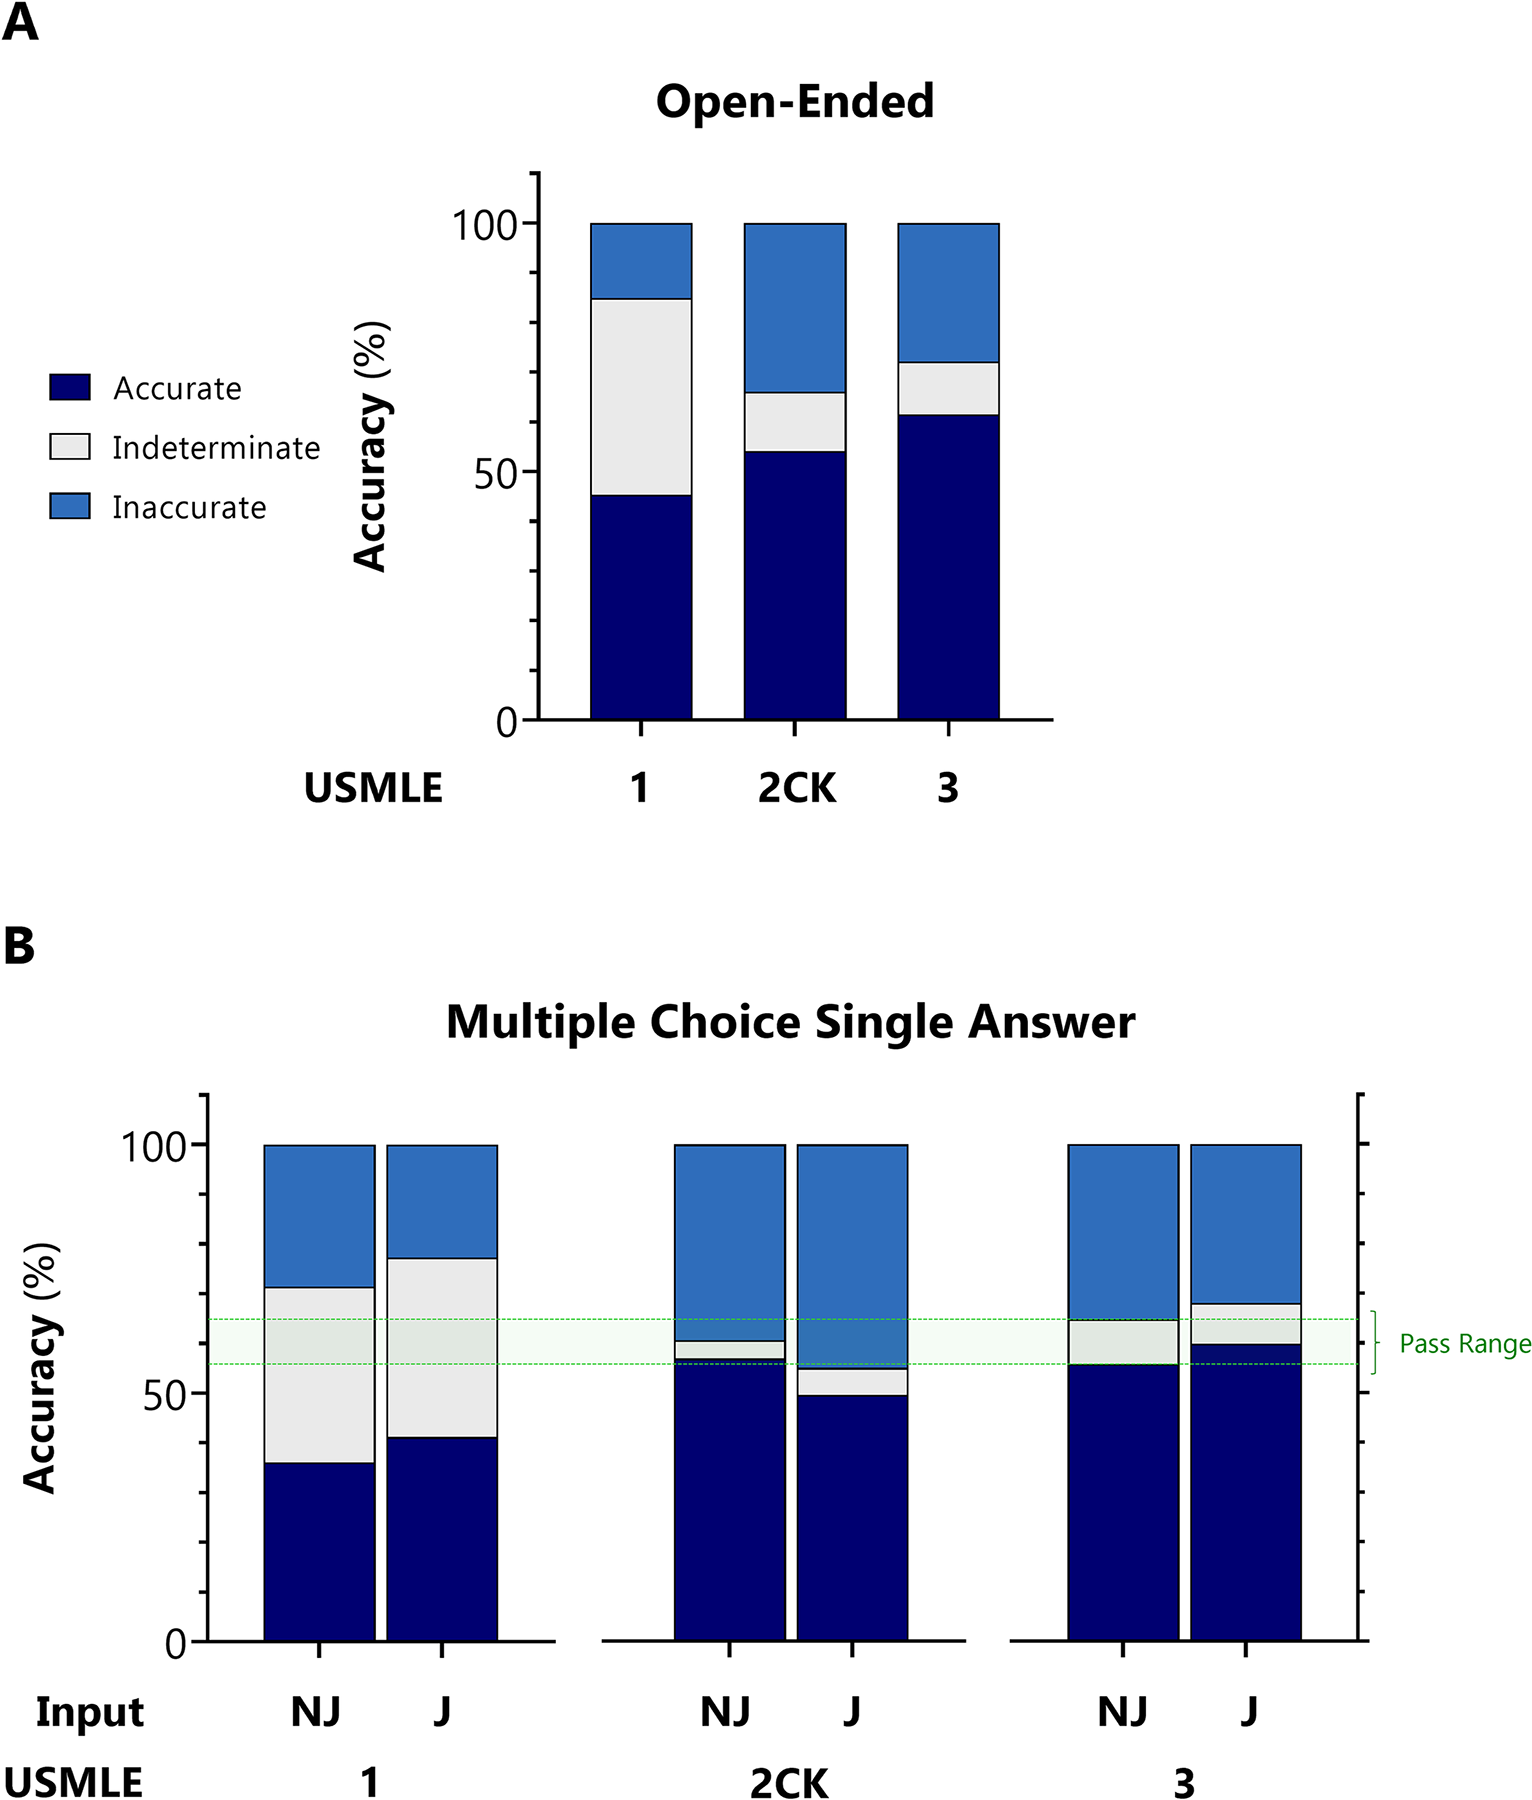 A
Open-Ended
Accurate
Indeterminate
Inaccurate
Accuracy (%)
100
50
0
USMLE 1 2CK 3
B
Multiple Choice Single Answer
Accuracy (%)
100
50
0
Pass Range
Input NJ J NJ J NJ J
USMLE 1 2CK 3